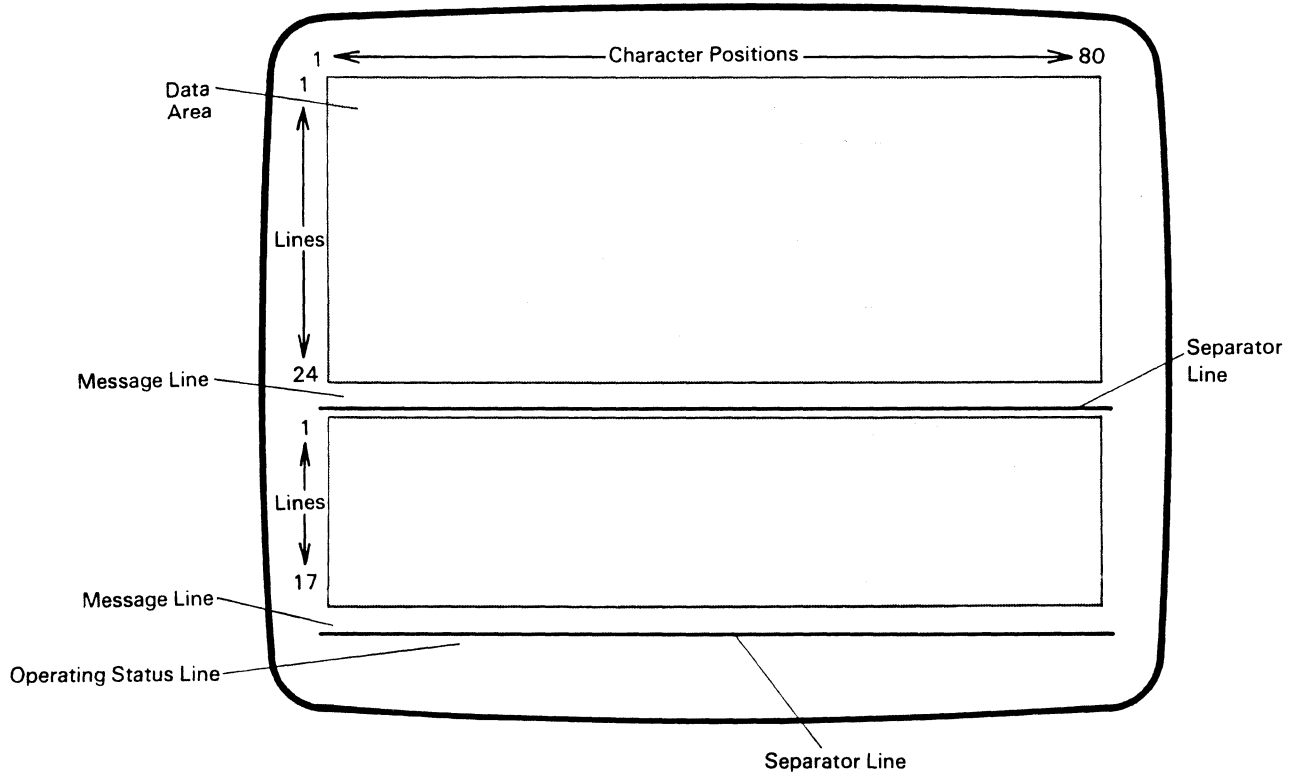 1 Character Positions 80
1
Data
Area
Lines
24
Message Line
Separator
Line
1
Lines
17
Message Line
Operating Status Line
Separator Line